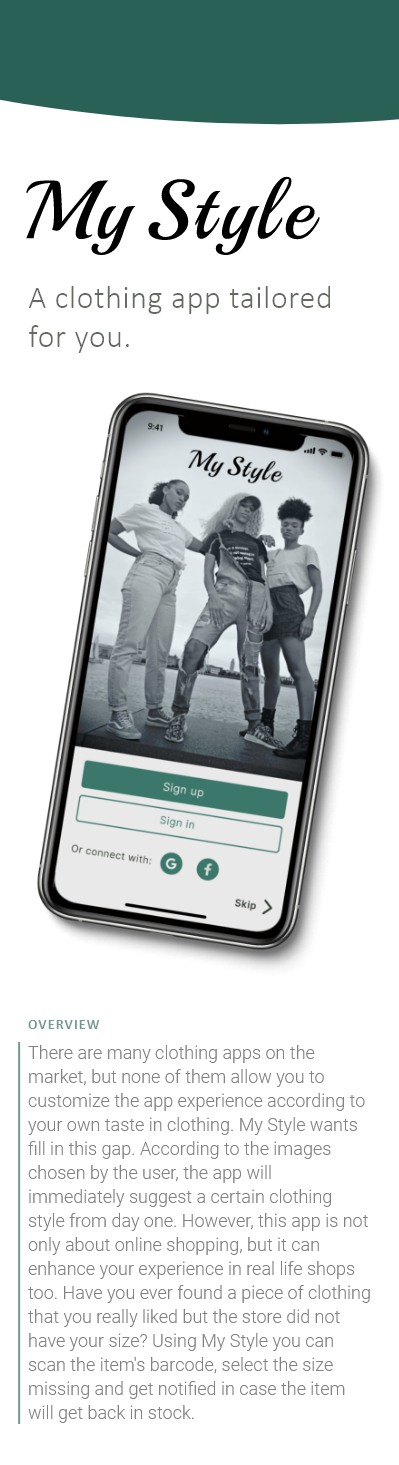 My Style
A clothing app tailored
for you.
9:41
My Style
Sign up
Sign in
Or connect with:
G f
Skip
OVERVIEW
There are many clothing apps on the
market, but none of them allow you to
customize the app experience according to
your own taste in clothing. My Style wants
fill in this gap. According to the images
chosen by the user, the app will
immediately suggest a certain clothing
style from day one. However, this app is not
only about online shopping, but it can
enhance your experience in real life shops
too. Have you ever found a piece of clothing
that you really liked but the store did not
have your size? Using My Style you can
scan the item's barcode, select the size
missing and get notified in case the item
will get back in stock.